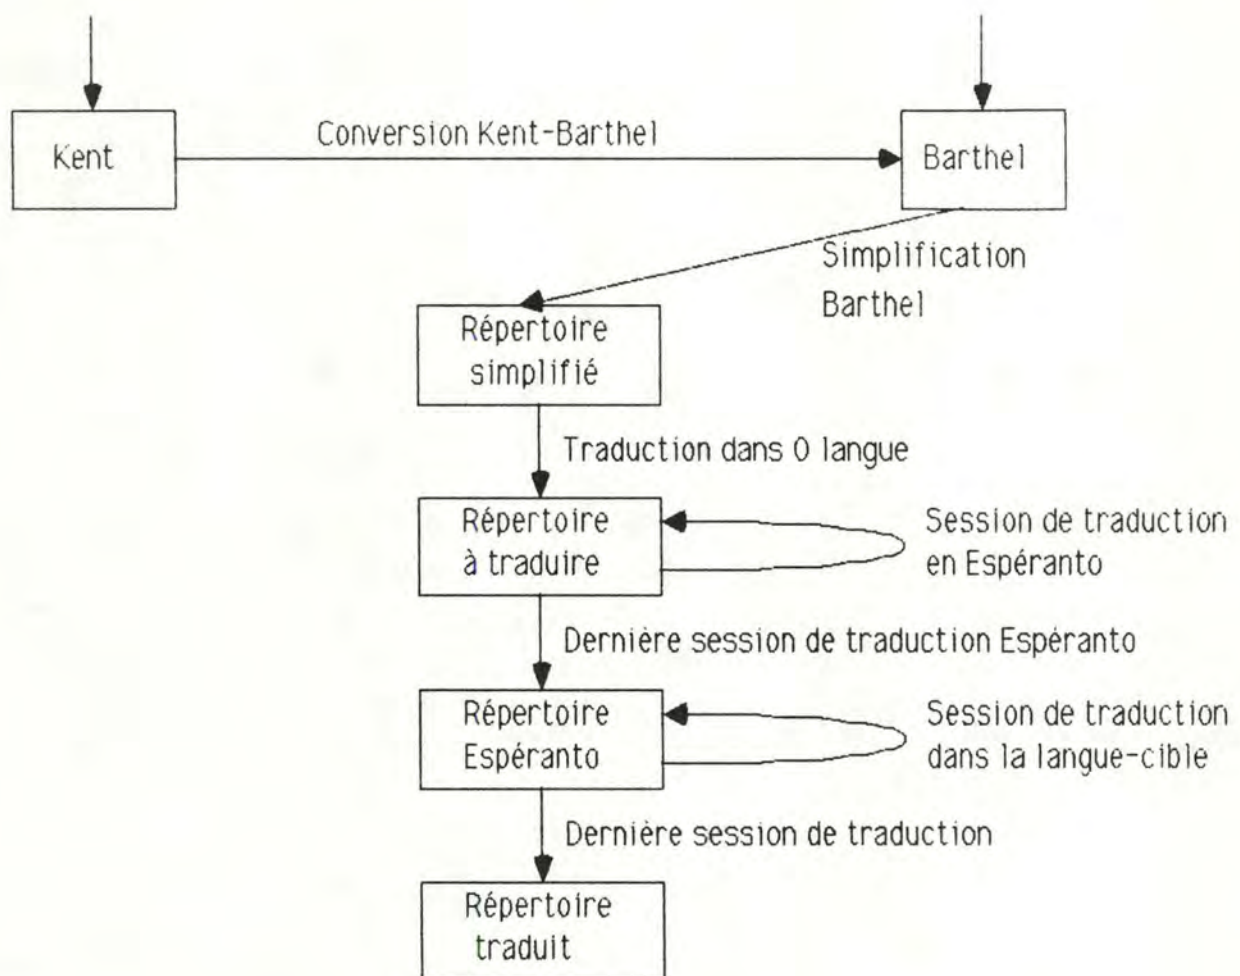 Kent
Conversion Kent-Barthel
Barthel
Simplification
Barthel
Répertoire
simplifié
Traduction dans 0 langue
Répertoire
à traduire
Session de traduction
en Espéranto
Dernière session de traduction Espéranto
Répertoire
Espéranto
Session de traduction
dans la langue-cible
Dernière session de traduction
Répertoire
traduit